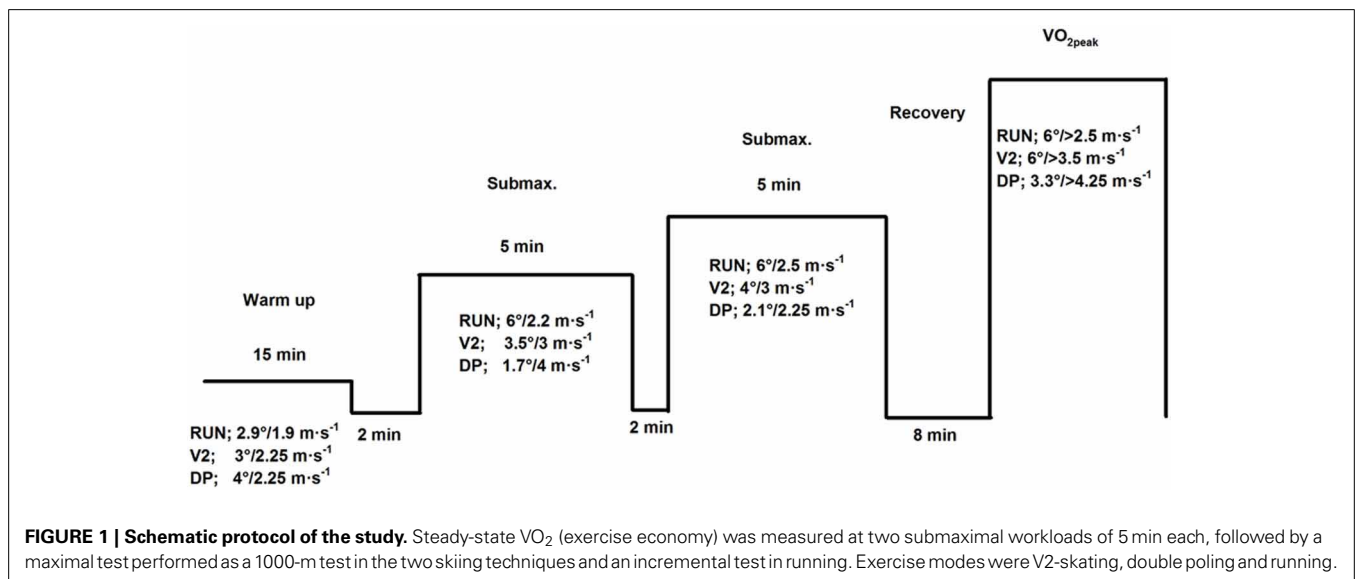 VO₂peak
Recovery
RUN; 6°/>2.5 m·s⁻¹
V2; 6°/>3.5 m·s⁻¹
DP; 3.3°/>4.25 m·s⁻¹
Submax.
5 min
Submax.
5 min
RUN; 6°/2.5 m·s⁻¹
V2; 4°/3 m·s⁻¹
DP; 2.1°/2.25 m·s⁻¹
Warm up
15 min
RUN; 6°/2.2 m·s⁻¹
V2; 3.5°/3 m·s⁻¹
DP; 1.7°/4 m·s⁻¹
RUN; 2.9°/1.9 m·s⁻¹
V2; 3°/2.25 m·s⁻¹
DP; 4°/2.25 m·s⁻¹
2 min
2 min
8 min
FIGURE 1 | Schematic protocol of the study. Steady-state VO₂ (exercise economy) was measured at two submaximal workloads of 5 min each, followed by a
maximal test performed as a 1000-m test in the two skiing techniques and an incremental test in running. Exercise modes were V2-skating, double poling and running.